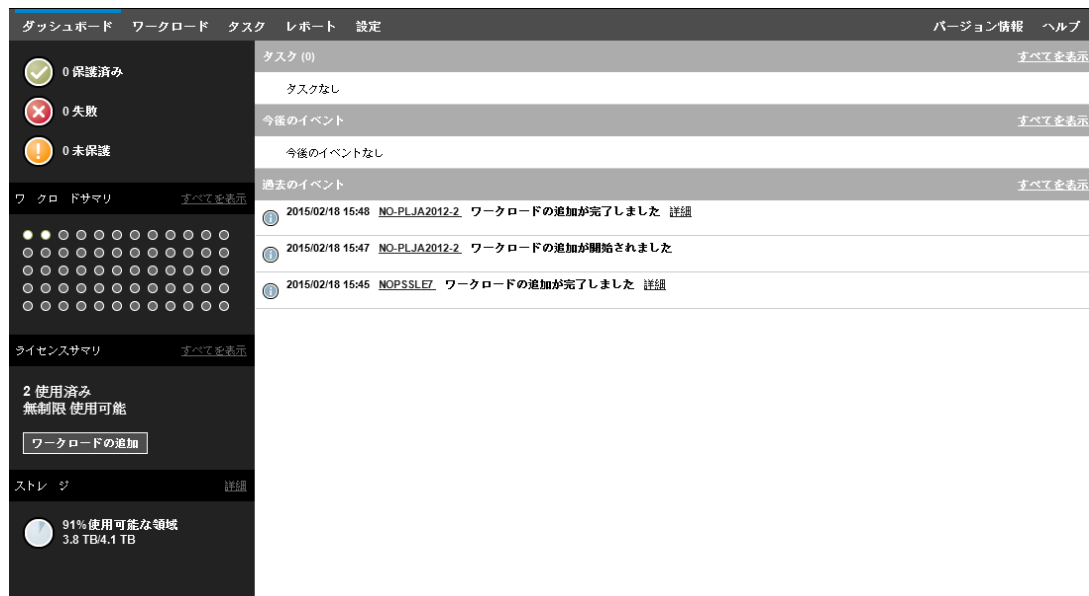 ダッシュボード ワークロード タスク レポート 設定 バージョン情報 ヘルプ
0 保護済み
0 失敗
0 未保護
ワ クロ ドサマリ すべてを表示
ライセンスサマリ すべてを表示
2 使用済み
無制限 使用可能
ワークロードの追加
ストレ ジ 詳細
91% 使用可能な領域
3.8 TB/4.1 TB
タスク (0) すべてを表示
タスクなし
今後のイベント すべてを表示
今後のイベントなし
過去のイベント すべてを表示
2015/02/18 15:48 NO-PLJA2012-2 ワークロードの追加が完了しました 詳細
2015/02/18 15:47 NO-PLJA2012-2 ワークロードの追加が開始されました
2015/02/18 15:45 NOPSSLE7 ワークロードの追加が完了しました 詳細